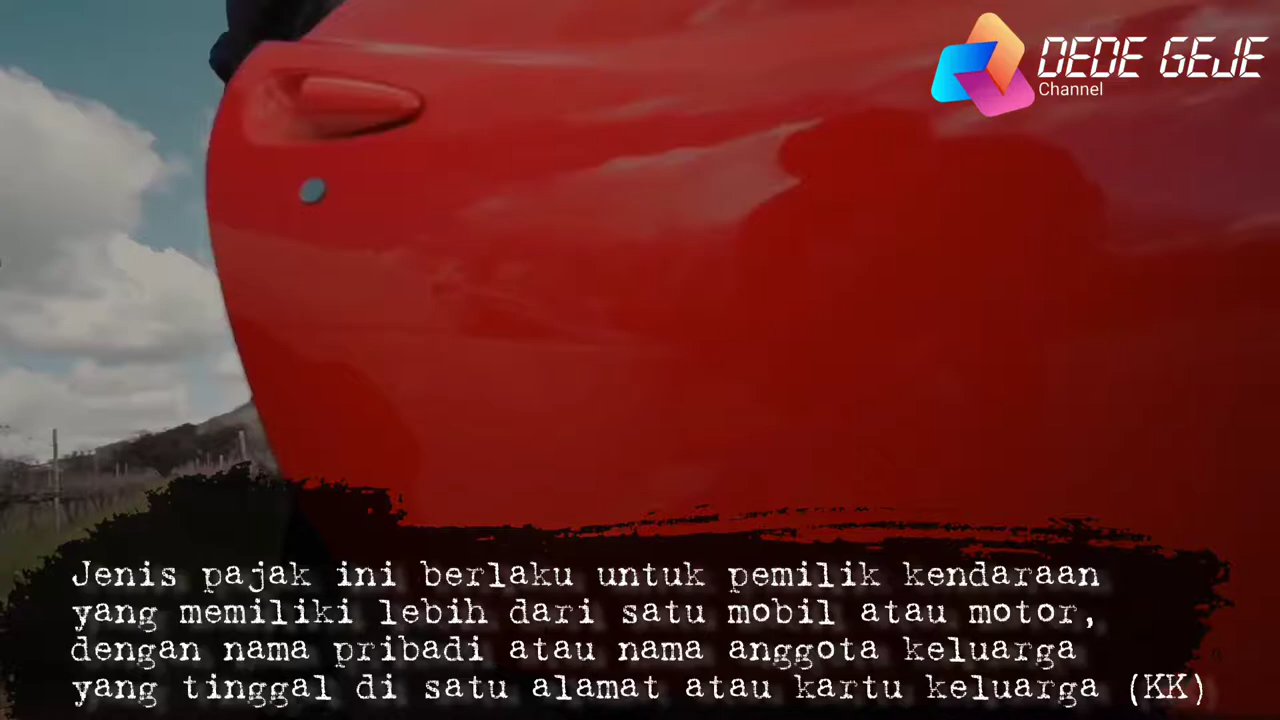 DEDE GEJE
Channel
Jenis pajak ini berlaku untuk pemilik kendaraan
yang memiliki lebih dari satu mobil atau motor,
dengan nama pribadi atau nama anggota keluarga
yang tinggal di satu alamat atau kartu keluarga (KK)